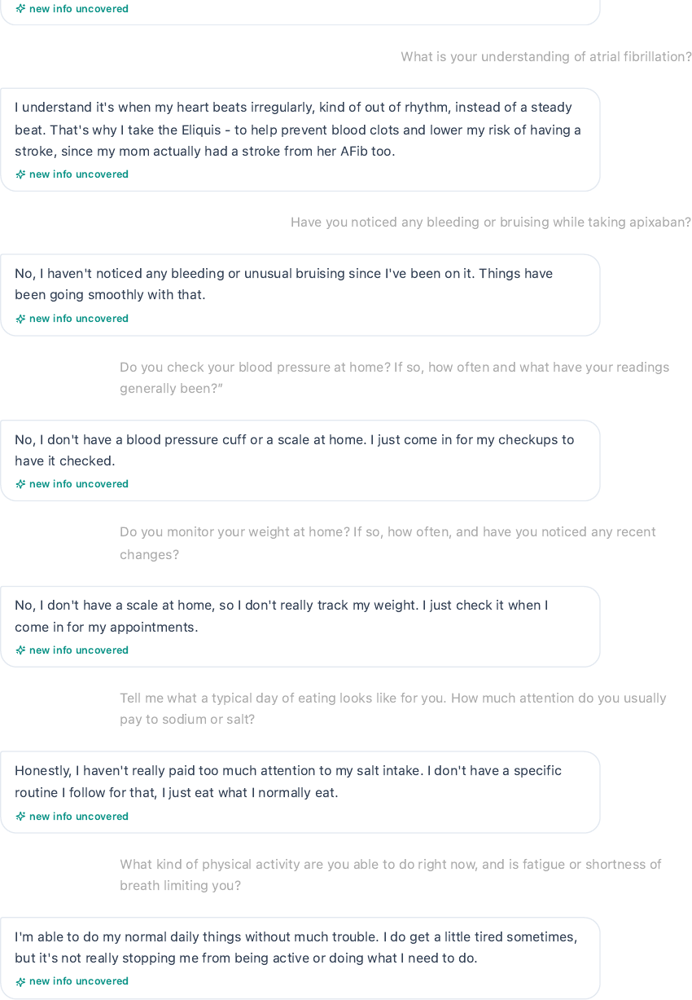 new info uncovered
What is your understanding of atrial fibrillation?
I understand it's when my heart beats irregularly, kind of out of rhythm, instead of a steady
beat. That's why I take the Eliquis - to help prevent blood clots and lower my risk of having a
stroke, since my mom actually had a stroke from her AFib too.
new info uncovered
Have you noticed any bleeding or bruising while taking apixaban?
No, I haven't noticed any bleeding or unusual bruising since I've been on it. Things have
been going smoothly with that.
new info uncovered
Do you check your blood pressure at home? If so, how often and what have your readings
generally been?”
No, I don't have a blood pressure cuff or a scale at home. I just come in for my checkups to
have it checked.
new info uncovered
Do you monitor your weight at home? If so, how often, and have you noticed any recent
changes?
No, I don't have a scale at home, so I don't really track my weight. I just check it when I
come in for my appointments.
new info uncovered
Tell me what a typical day of eating looks like for you. How much attention do you usually
pay to sodium or salt?
Honestly, I haven't really paid too much attention to my salt intake. I don't have a specific
routine I follow for that, I just eat what I normally eat.
new info uncovered
What kind of physical activity are you able to do right now, and is fatigue or shortness of
breath limiting you?
I'm able to do my normal daily things without much trouble. I do get a little tired sometimes,
but it's not really stopping me from being active or doing what I need to do.
new info uncovered